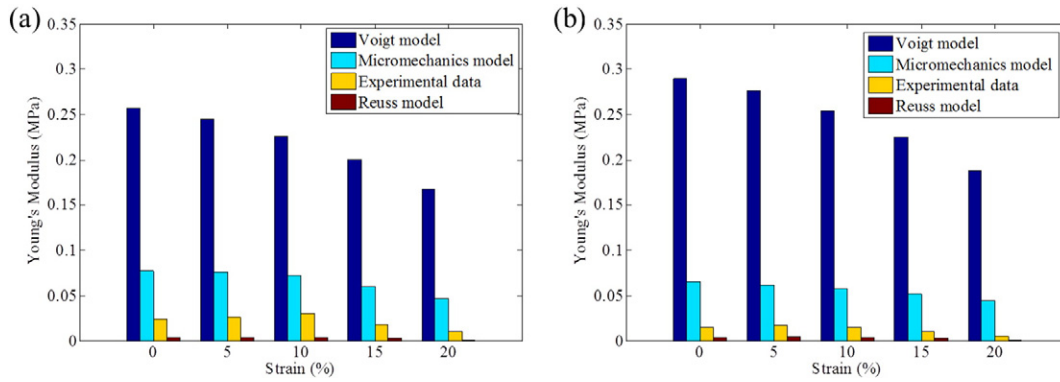 (a)
0.35
0.3
0.25
0.2
0.15
0.1
0.05
0
Young's Modulus (MPa)
Voigt model
Micromechanics model
Experimental data
Reuss model
0 5 10 15 20
Strain (%)
(b)
0.35
0.3
0.25
0.2
0.15
0.1
0.05
0
Young's Modulus (MPa)
Voigt model
Micromechanics model
Experimental data
Reuss model
0 5 10 15 20
Strain (%)